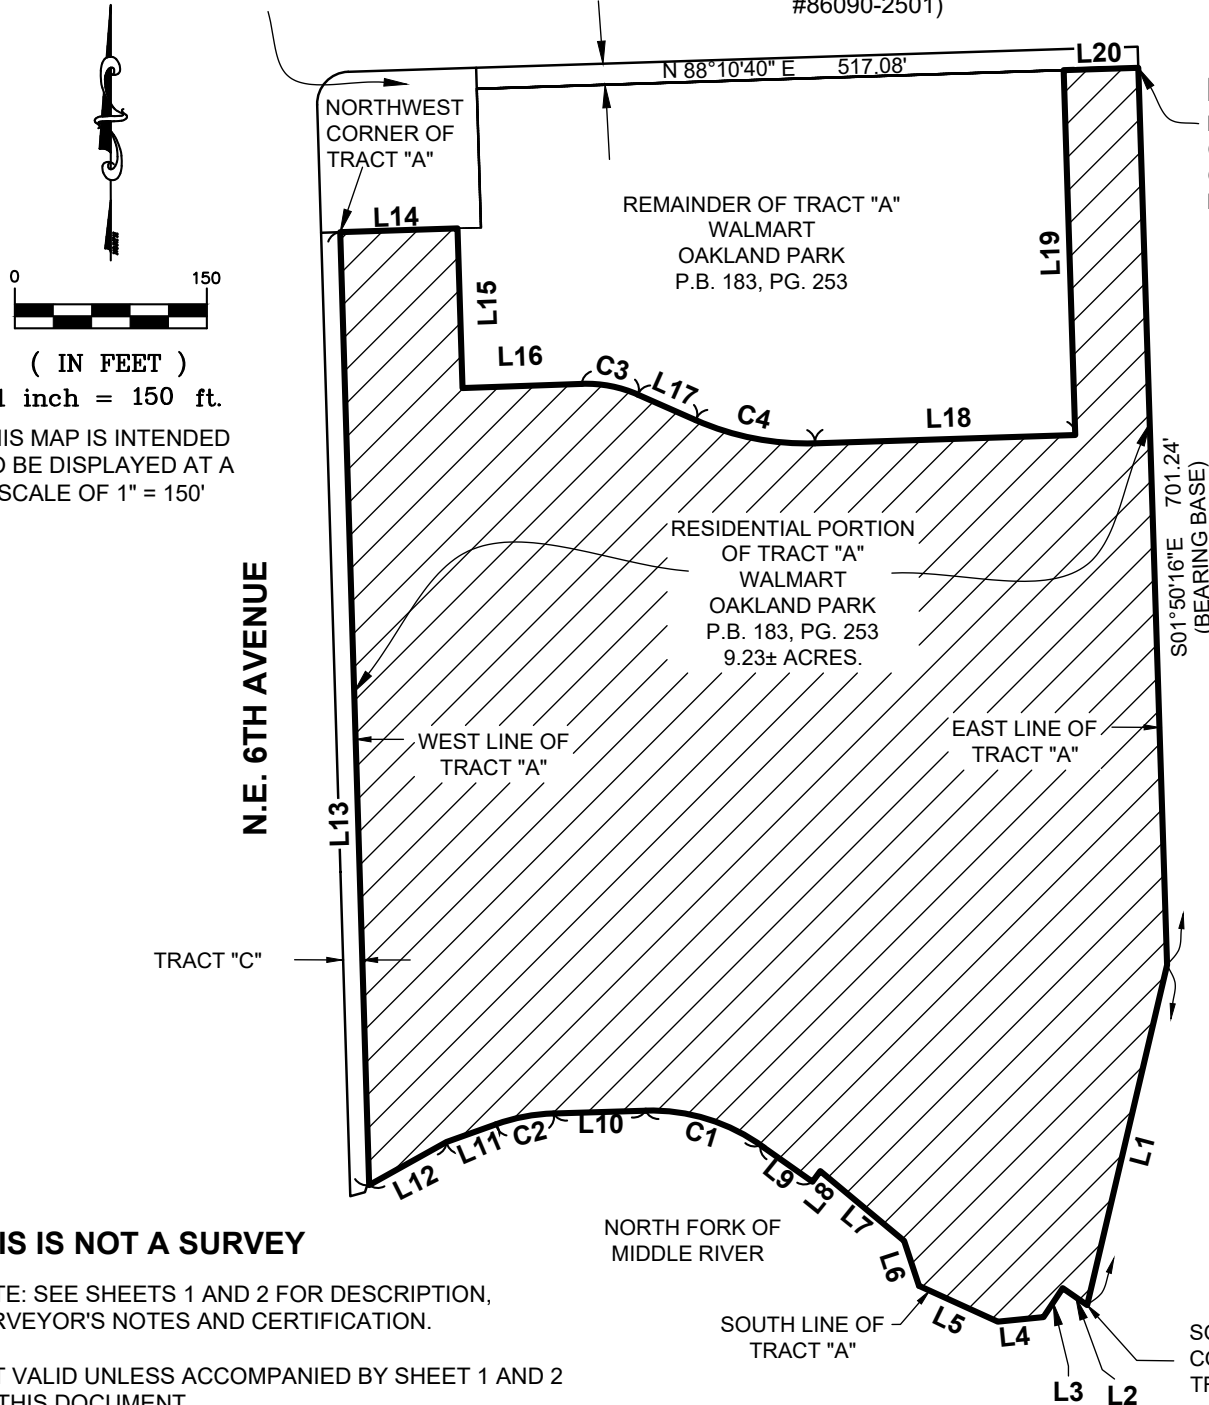 #86090-2501)
L20
N 88°10'40" E 517.08'
NORTHWEST
CORNER OF
TRACT "A"
L14
REMAINDER OF TRACT "A"
WALMART
OAKLAND PARK
P.B. 183, PG. 253
L19
0 150
( IN FEET )
1 inch = 150 ft.
HIS MAP IS INTENDED
O BE DISPLAYED AT A
SCALE OF 1" = 150'
L15
L16
C3
L17
C4
L18
S01°50'16"E 701.24'
(BEARING BASE)
RESIDENTIAL PORTION
OF TRACT "A"
WALMART
OAKLAND PARK
P.B. 183, PG. 253
9.23± ACRES.
N.E. 6TH AVENUE
WEST LINE OF
TRACT "A"
EAST LINE OF
TRACT "A"
L13
TRACT "C"
L12
L11
C2
L10
C1
L9
L8
L7
L6
L5
L4
L3
L2
L1
NORTH FORK OF
MIDDLE RIVER
SOUTH LINE OF
TRACT "A"
SO
CO
TR
IS IS NOT A SURVEY
TE: SEE SHEETS 1 AND 2 FOR DESCRIPTION,
RVEYOR'S NOTES AND CERTIFICATION.
T VALID UNLESS ACCOMPANIED BY SHEET 1 AND 2
THIS DOCUMENT